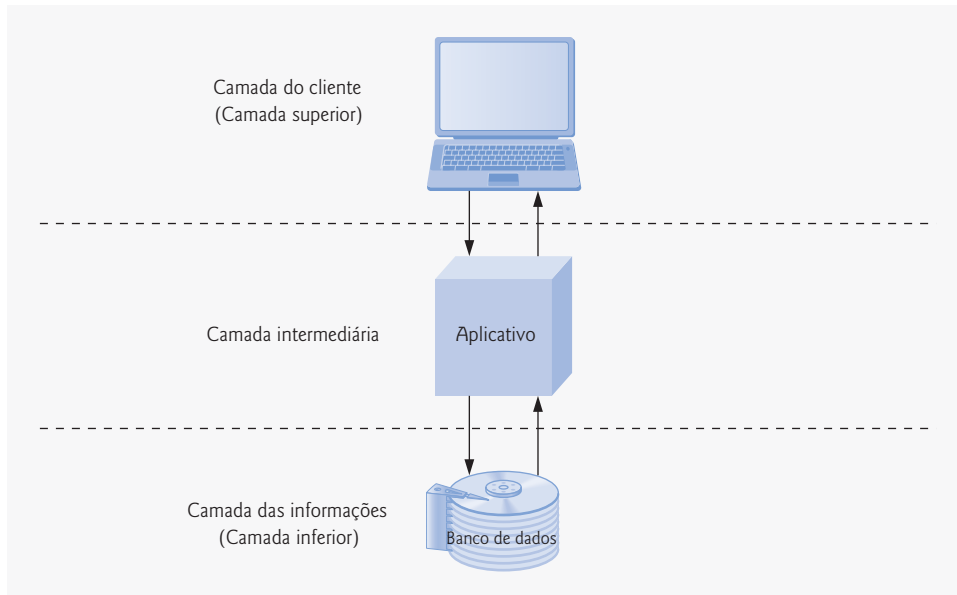 Camada do cliente
(Camada superior)
Camada intermediária
Aplicativo
Camada das informações
(Camada inferior)
Banco de dados